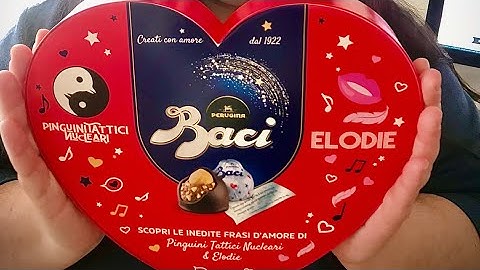 Creati con amore
dal 1922
PERUGINA
Baci
PINGUINI TATTICI
NUCLEARI
ELODIE
Baci
SCOPRI LE INEDITE FRASI D'AMORE DI
Pinguini Tattici Nucleari
& Elodie